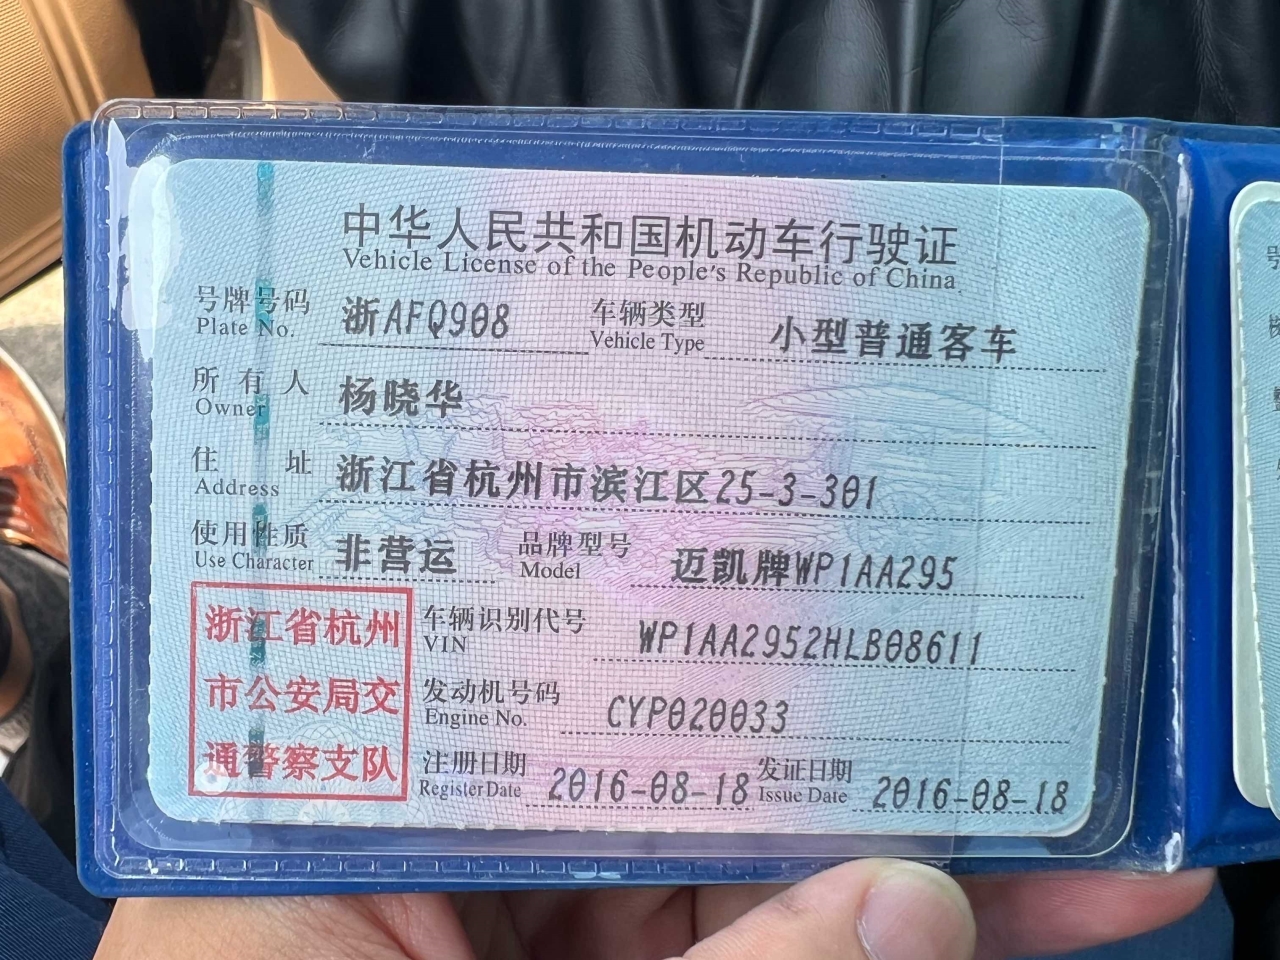 中华人民共和国机动车行驶证
Vehicle License of the People's Republic of China
号牌号码 浙AFQ908 车辆类型 小型普通客车
Plate No. Vehicle Type
所有人 杨晓华
Owner
住址 浙江省杭州市滨江区25-3-301
Address
使用性质 非营运 品牌型号 迈凯牌WP1AA295
Use Character Model
浙江省杭州
市公安局交
通警察支队
车辆识别代号 WP1AA2952HLB08611
VIN
发动机号码 CYP020033
Engine No.
注册日期 2016-08-18 发证日期 2016-08-18
Register Date Issue Date
号